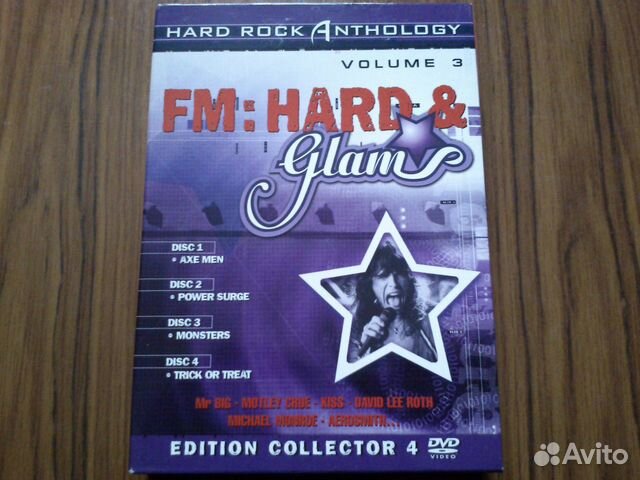 HARD ROCK ANTHOLOGY
VOLUME 3
FM: HARD &
Glam
DISC 1
• AXE MEN
DISC 2
• POWER SURGE
DISC 3
• MONSTERS
DISC 4
• TRICK OR TREAT
Mr BIG - MOTLEY CRUE - KISS - DAVID LEE ROTH
MICHAEL MONROE - AEROSMITH...
EDITION COLLECTOR 4 DVD
VIDEO
Avito